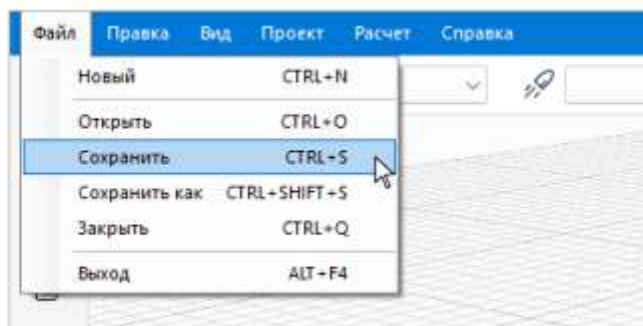 Файл Правка Вид Проект Расчет Справка
Новый CTRL+N
Открыть CTRL+O
Сохранить CTRL+S
Сохранить как CTRL+SHIFT+S
Закрыть CTRL+Q
Выход ALT+F4